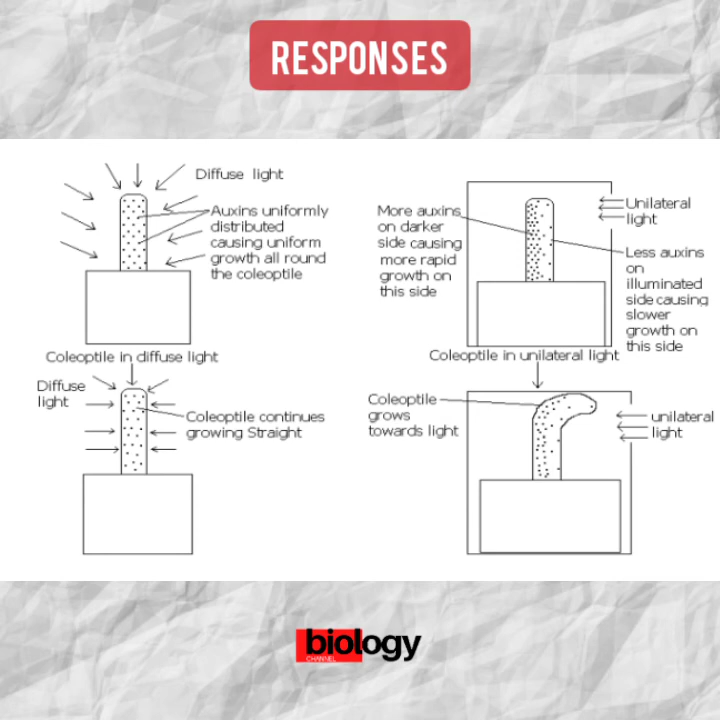 RESPONSES
Diffuse light
Auxins uniformly
distributed
causing uniform
growth all round
the coleoptile
Coleoptile in diffuse light
Diffuse
light
Coleoptile continues
growing Straight
More auxins
on darker
side causing
more rapid
growth on
this side
Unilateral
light
Less auxins
on
illuminated
side causing
slower
growth on
this side
Coleoptile in unilateral light
Coleoptile
grows
towards light
unilateral
light
biology
CHANNEL